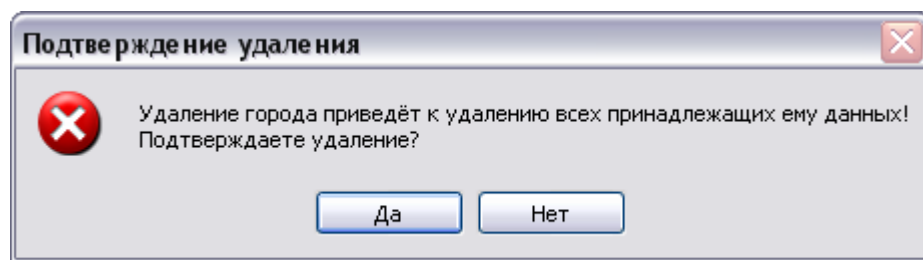 Подтверждение удаления
Удаление города приведёт к удалению всех принадлежащих ему данных!
Подтверждаете удаление?
Да
Нет